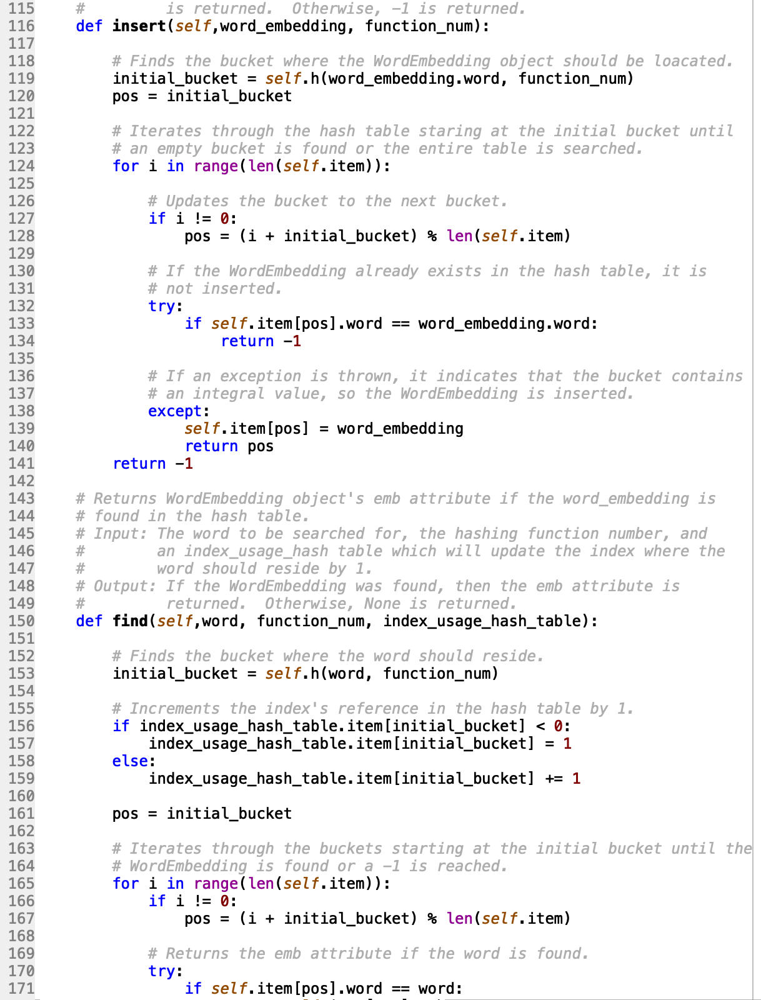 115     #         is returned.  Otherwise, -1 is returned.
116     def insert(self,word_embedding, function_num):
117
118         # Finds the bucket where the WordEmbedding object should be loacated.
119         initial_bucket = self.h(word_embedding.word, function_num)
120         pos = initial_bucket
121
122         # Iterates through the hash table staring at the initial bucket until
123         # an empty bucket is found or the entire table is searched.
124         for i in range(len(self.item)):
125
126             # Updates the bucket to the next bucket.
127             if i != 0:
128                 pos = (i + initial_bucket) % len(self.item)
129
130             # If the WordEmbedding already exists in the hash table, it is
131             # not inserted.
132             try:
133                 if self.item[pos].word == word_embedding.word:
134                     return -1
135
136             # If an exception is thrown, it indicates that the bucket contains
137             # an integral value, so the WordEmbedding is inserted.
138             except:
139                 self.item[pos] = word_embedding
140                 return pos
141         return -1
142
143     # Returns WordEmbedding object's emb attribute if the word_embedding is
144     # found in the hash table.
145     # Input: The word to be searched for, the hashing function number, and
146     #        an index_usage_hash table which will update the index where the
147     #        word should reside by 1.
148     # Output: If the WordEmbedding was found, then the emb attribute is
149     #         returned.  Otherwise, None is returned.
150     def find(self,word, function_num, index_usage_hash_table):
151
152         # Finds the bucket where the word should reside.
153         initial_bucket = self.h(word, function_num)
154
155         # Increments the index's reference in the hash table by 1.
156         if index_usage_hash_table.item[initial_bucket] < 0:
157             index_usage_hash_table.item[initial_bucket] = 1
158         else:
159             index_usage_hash_table.item[initial_bucket] += 1
160
161         pos = initial_bucket
162
163         # Iterates through the buckets starting at the initial bucket until the
164         # WordEmbedding is found or a -1 is reached.
165         for i in range(len(self.item)):
166             if i != 0:
167                 pos = (i + initial_bucket) % len(self.item)
168
169             # Returns the emb attribute if the word is found.
170             try:
171                 if self.item[pos].word == word: